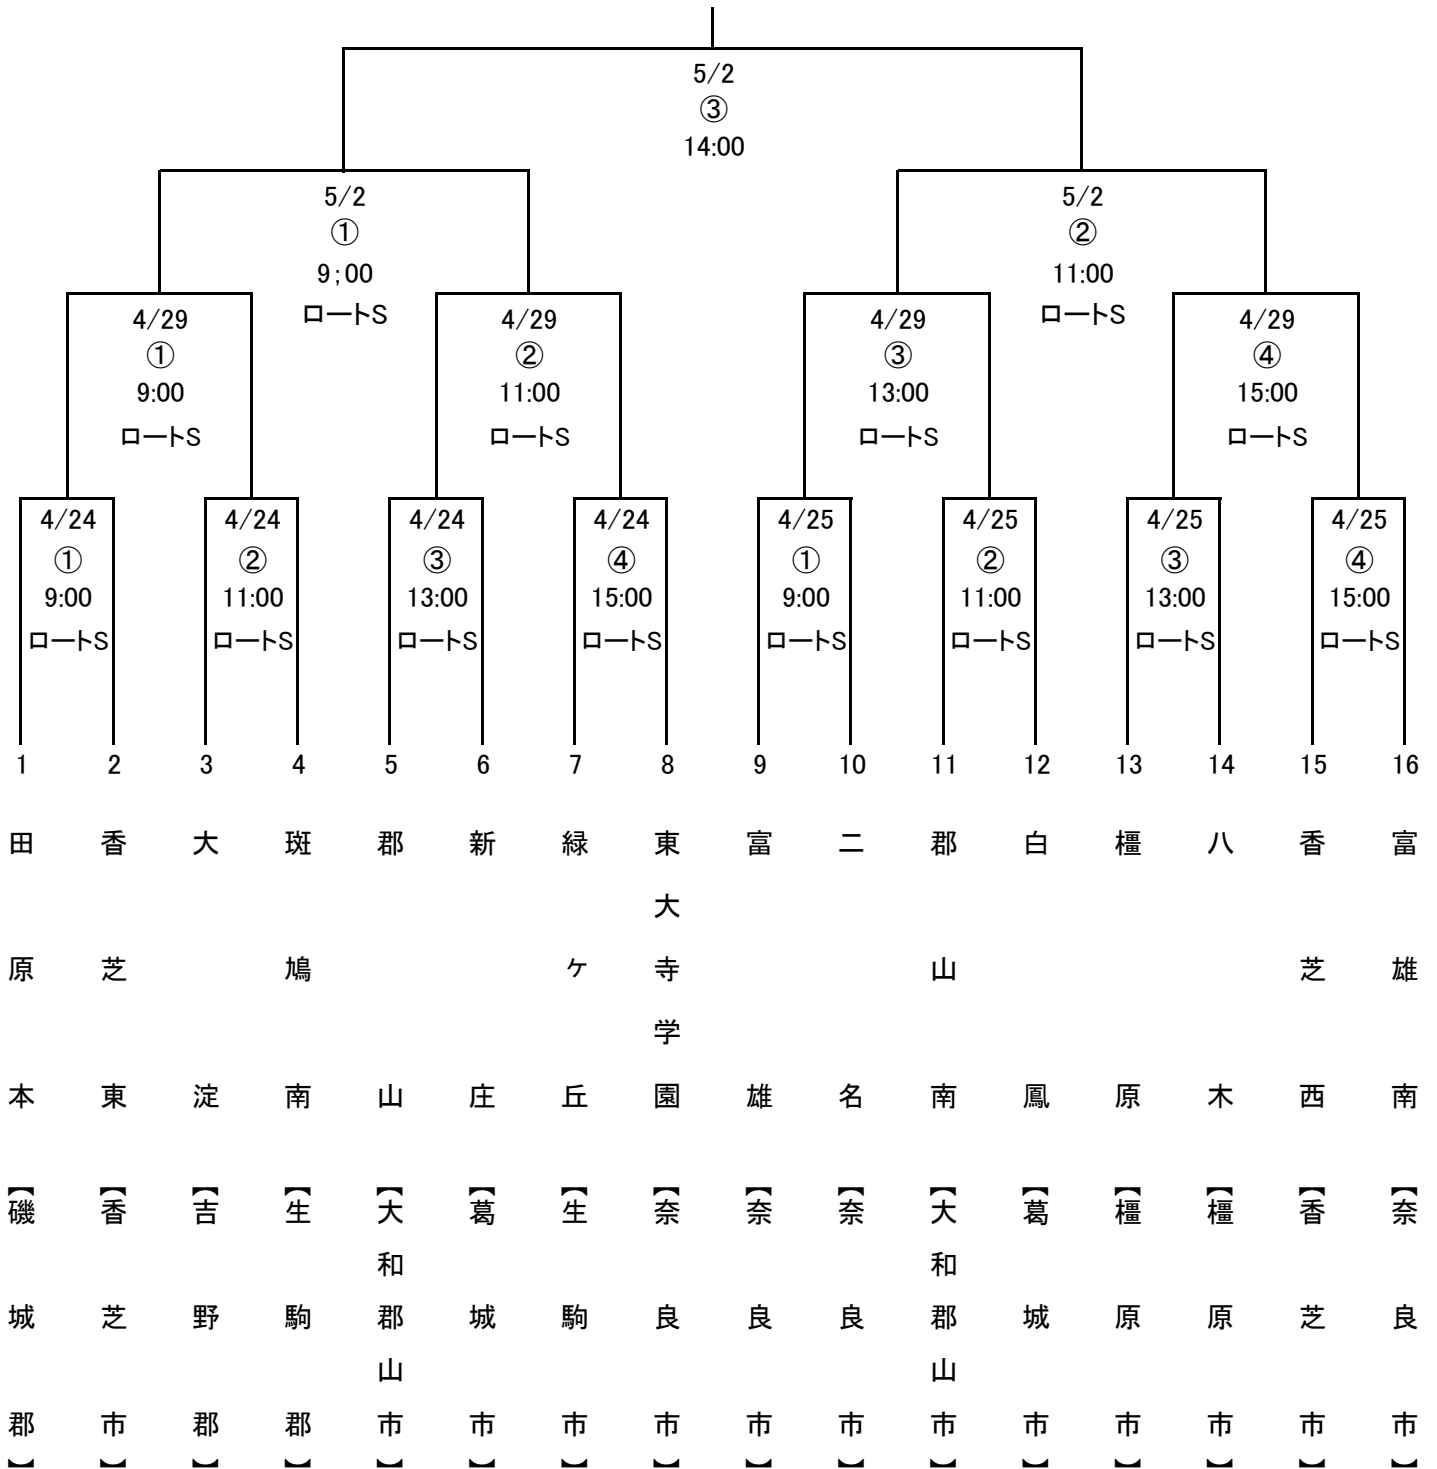 5/2
③
14:00
5/2
①
9;00
ロートS
5/2
②
11:00
ロートS
4/29
①
9:00
ロートS
4/29
②
11:00
ロートS
4/29
③
13:00
ロートS
4/29
④
15:00
ロートS
4/24
①
9:00
ロートS
4/24
②
11:00
ロートS
4/24
③
13:00
ロートS
4/24
④
15:00
ロートS
4/25
①
9:00
ロートS
4/25
②
11:00
ロートS
4/25
③
13:00
ロートS
4/25
④
15:00
ロートS
1
田原本
【磯城郡】
2
香芝東
【香芝市】
3
大淀
【吉野郡】
4
斑鳩南
【生駒郡】
5
郡山
【大和郡山市】
6
新庄
【葛城市】
7
緑ケ丘
【生駒市】
8
東大寺学園
【奈良市】
9
富雄
【奈良市】
10
二名
【奈良市】
11
郡山南
【大和郡山市】
12
白鳳
【葛城市】
13
橿原
【橿原市】
14
八木
【橿原市】
15
香芝西
【香芝市】
16
富雄南
【奈良市】